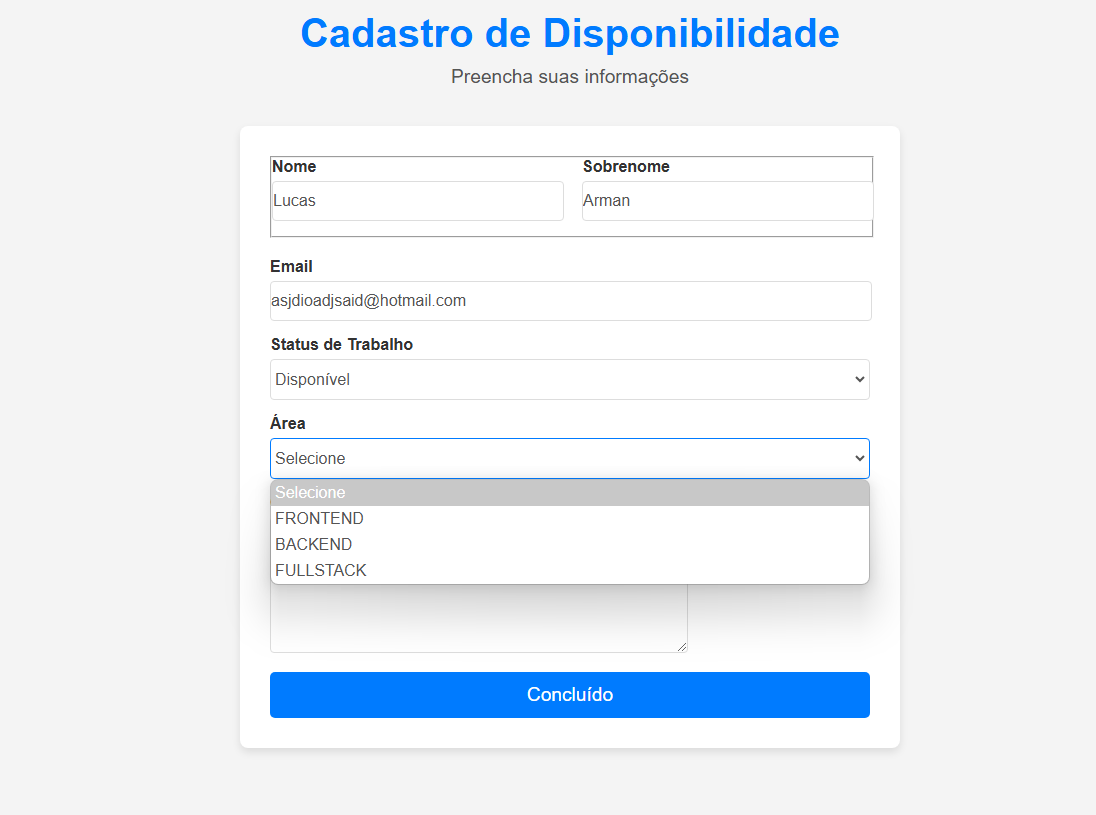 Cadastro de Disponibilidade
Preencha suas informações
Nome Sobrenome
Lucas Arman
Email
asjdioadjsaid@hotmail.com
Status de Trabalho
Disponível
Área
Selecione
Selecione
FRONTEND
BACKEND
FULLSTACK
Concluído